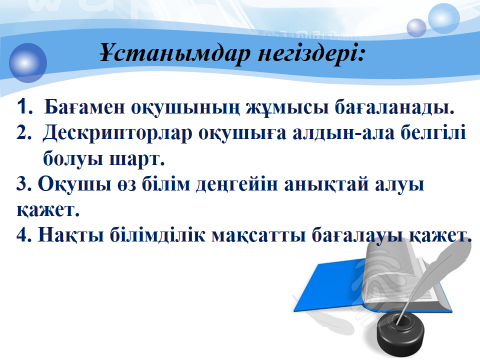 Ұстанымдар негіздері:
1. Бағамен оқушының жұмысы бағаланады.
2. Дескрипторлар оқушыға алдын-ала белгілі
болуы шарт.
3. Оқушы өз білім деңгейін анықтай алуы
қажет.
4. Нақты білімділік мақсатты бағалауы қажет.